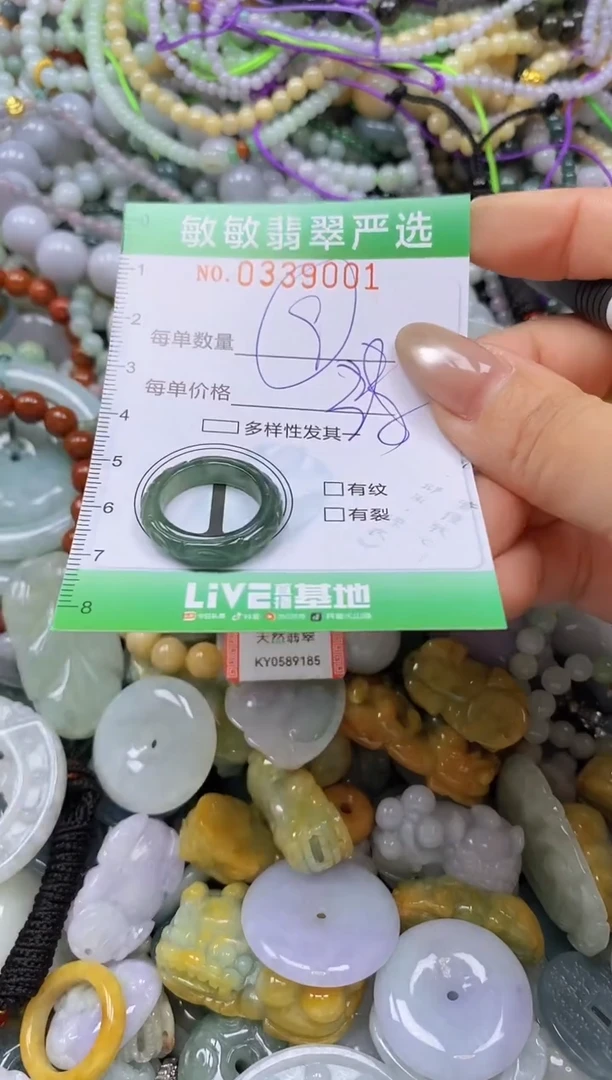 敏敏翡翠严选
NO. 0339001
1
2
每单数量
3
每单价格
4
多样性发其一
5
有纹
6
有裂
7
8
LiVE 基地
天然翡翠
KY0589185